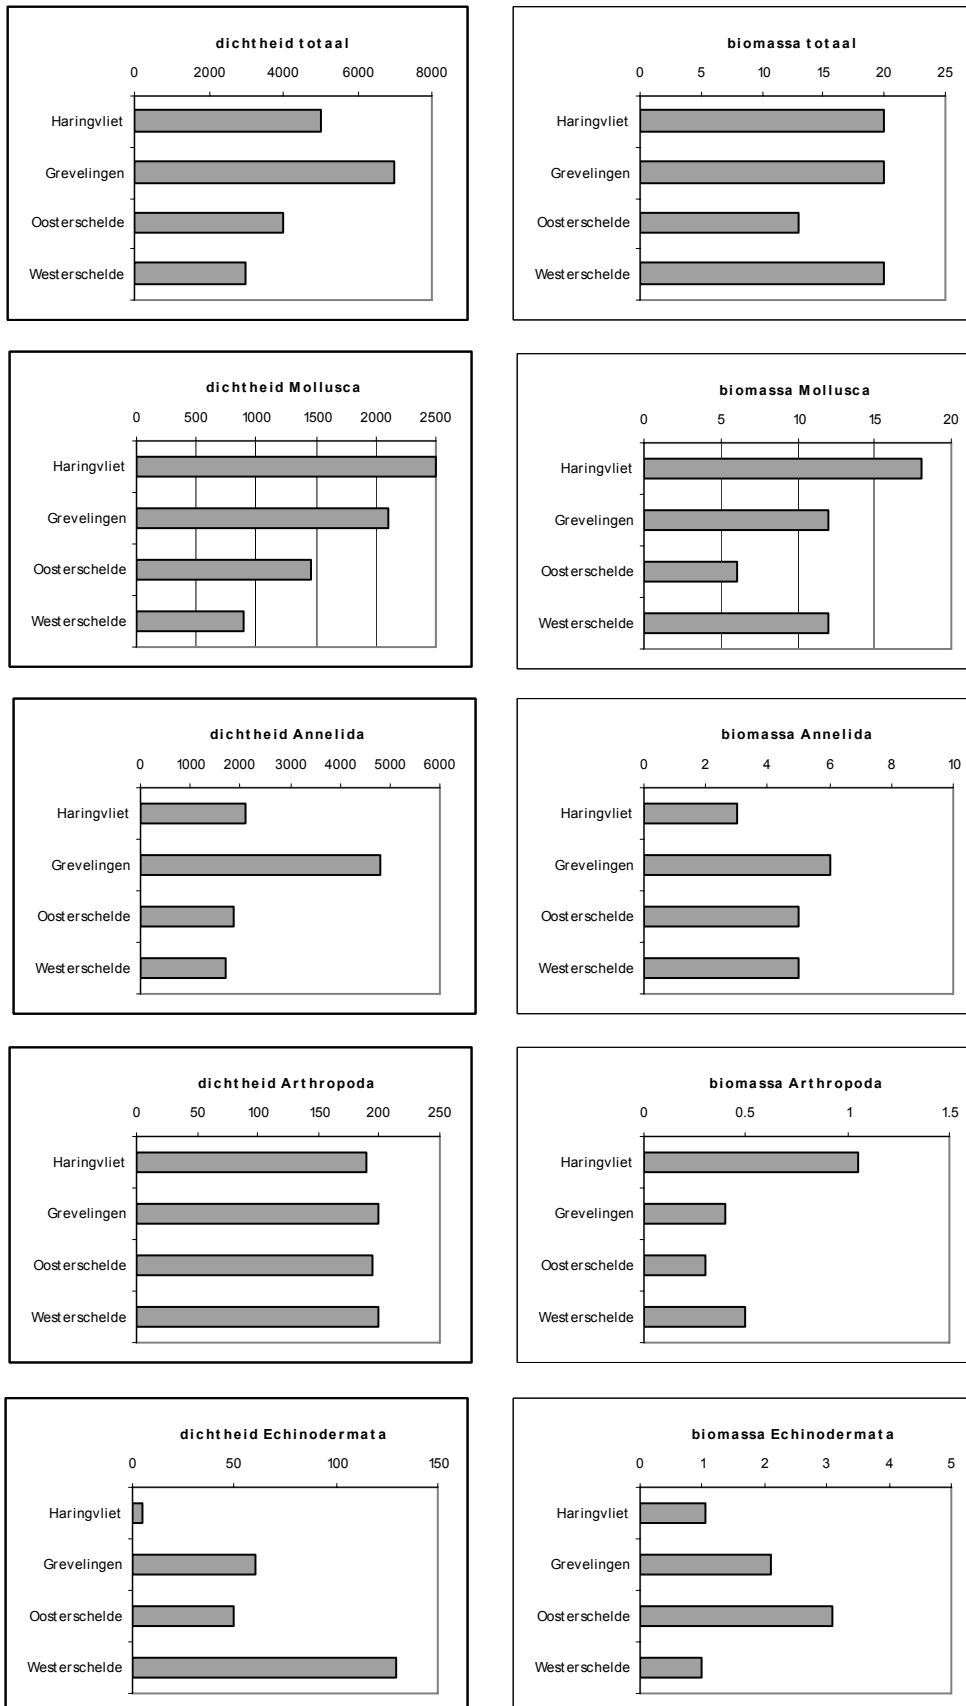 dichtheid totaal
0 2000 4000 6000 8000
Haringvliet
Grevelingen
Oosterschelde
Westerschelde
biomassa totaal
0 5 10 15 20 25
Haringvliet
Grevelingen
Oosterschelde
Westerschelde
dichtheid Mollusca
0 500 1000 1500 2000 2500
Haringvliet
Grevelingen
Oosterschelde
Westerschelde
biomassa Mollusca
0 5 10 15 20
Haringvliet
Grevelingen
Oosterschelde
Westerschelde
dichtheid Annelida
0 1000 2000 3000 4000 5000 6000
Haringvliet
Grevelingen
Oosterschelde
Westerschelde
biomassa Annelida
0 2 4 6 8 10
Haringvliet
Grevelingen
Oosterschelde
Westerschelde
dichtheid Arthropoda
0 50 100 150 200 250
Haringvliet
Grevelingen
Oosterschelde
Westerschelde
biomassa Arthropoda
0 0.5 1 1.5
Haringvliet
Grevelingen
Oosterschelde
Westerschelde
dichtheid Echinodermata
0 50 100 150
Haringvliet
Grevelingen
Oosterschelde
Westerschelde
biomassa Echinodermata
0 1 2 3 4 5
Haringvliet
Grevelingen
Oosterschelde
Westerschelde